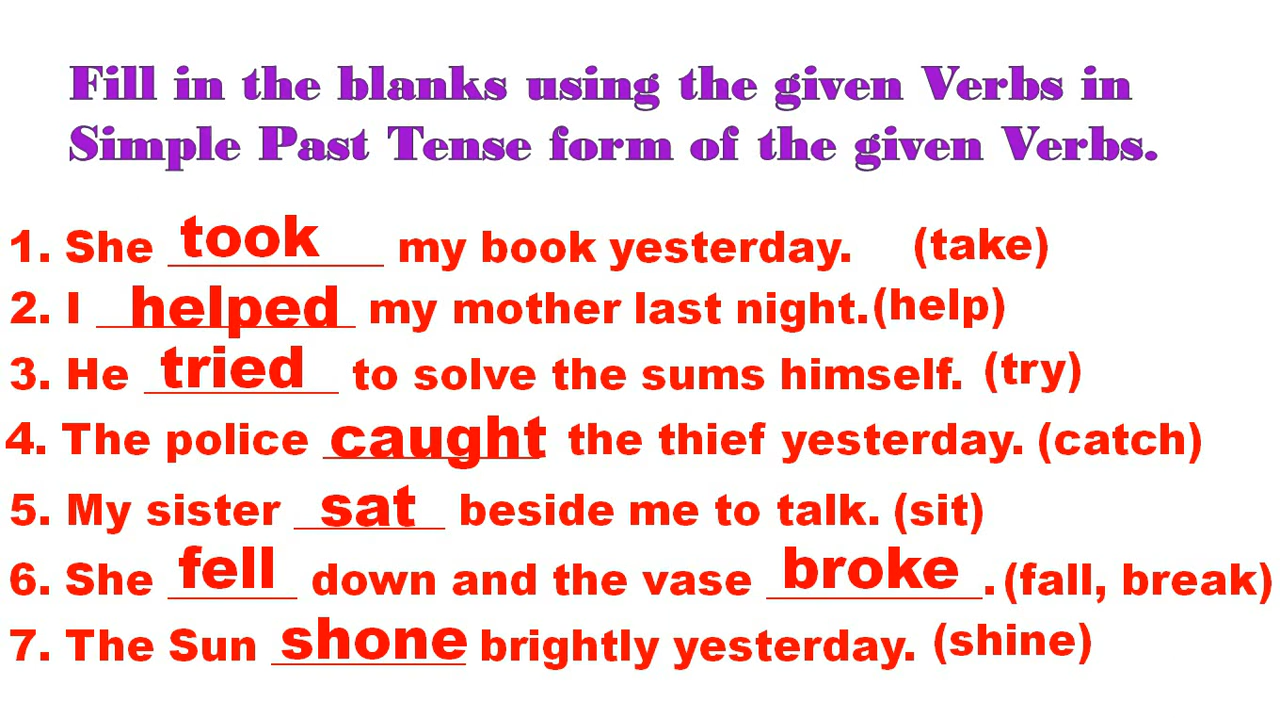 Fill in the blanks using the given Verbs in
Simple Past Tense form of the given Verbs.
1. She took my book yesterday. (take)
2. I helped my mother last night. (help)
3. He tried to solve the sums himself. (try)
4. The police caught the thief yesterday. (catch)
5. My sister sat beside me to talk. (sit)
6. She fell down and the vase broke. (fall, break)
7. The Sun shone brightly yesterday. (shine)